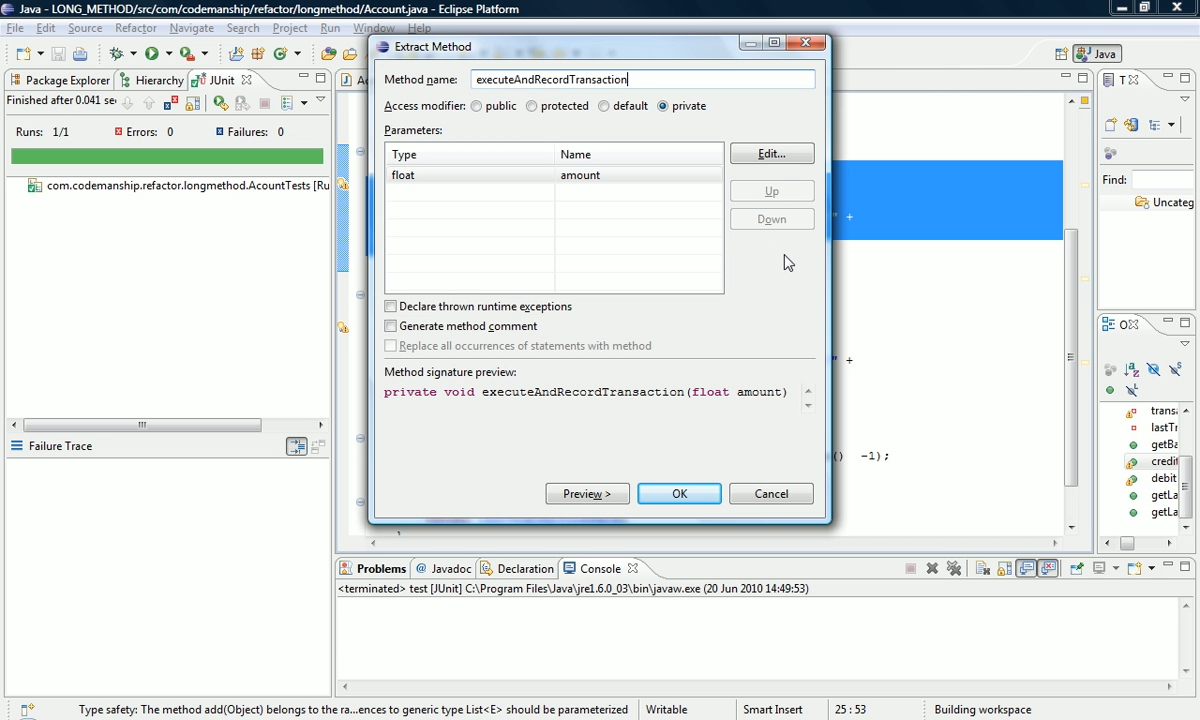 Java - LONG_METHOD/src/com/codemanship/refactor/longmethod/Account.java - Eclipse Platform
File Edit Source Refactor Navigate Search Project Run Window Help
Java
Package Explorer Hierarchy JUnit
Finished after 0.041 se
Runs: 1/1 Errors: 0 Failures: 0
com.codemanship.refactor.longmethod.AcountTests [Ru
Failure Trace
Extract Method
Method name: executeAndRecordTransaction
Access modifier: public protected default private
Parameters:
Type Name
float amount
Edit...
Up
Down
Declare thrown runtime exceptions
Generate method comment
Replace all occurrences of statements with method
Method signature preview:
private void executeAndRecordTransaction(float amount)
Preview > OK Cancel
" +
" +
() -1);
T
Find:
Uncateg
O
transa
lastTr
getBa
credit
debit
getLa
getLa
Problems Javadoc Declaration Console
<terminated> test [JUnit] C:\Program Files\Java\jre1.6.0_03\bin\javaw.exe (20 Jun 2010 14:49:53)
Type safety: The method add(Object) belongs to the ra...ences to generic type List<E> should be parameterized Writable Smart Insert 25 : 53 Building workspace